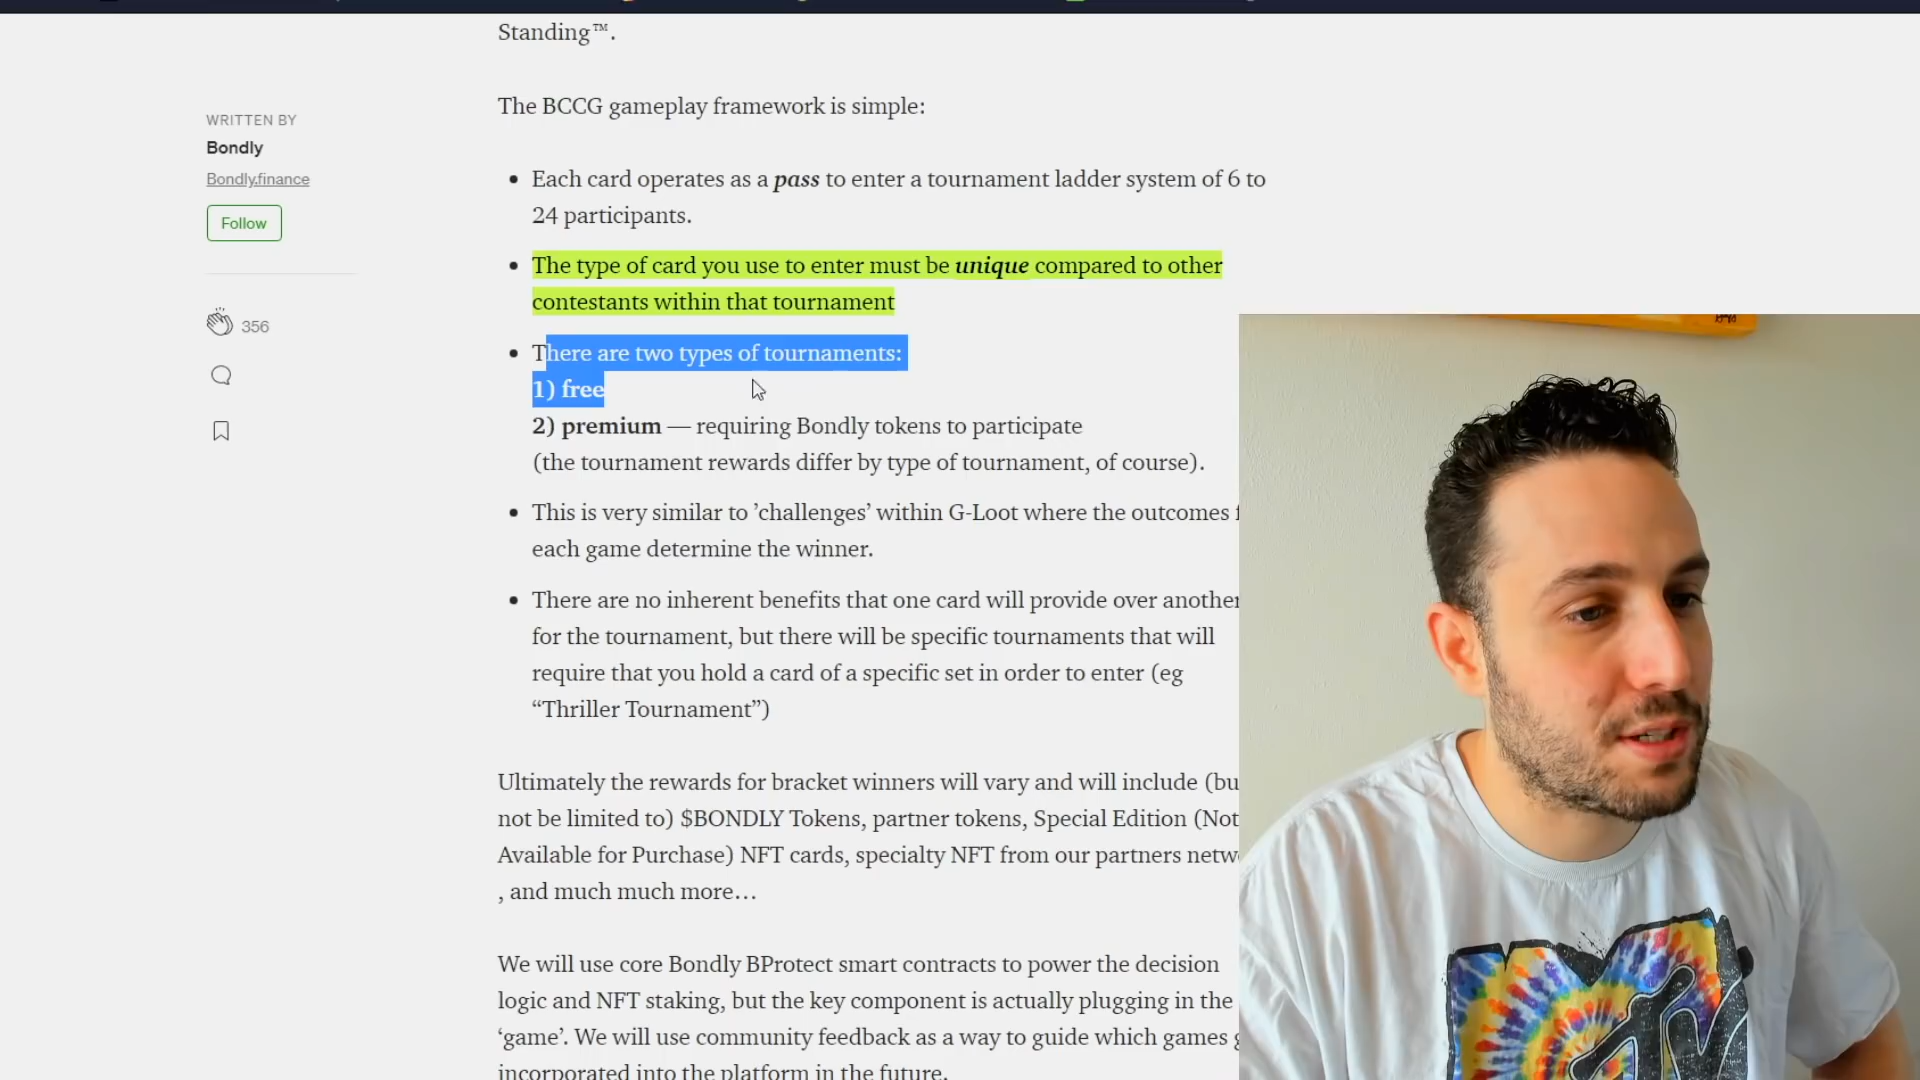 Standing™.
The BCCG gameplay framework is simple:
WRITTEN BY
Bondly
Bondly.finance
Follow
356
Each card operates as a pass to enter a tournament ladder system of 6 to
24 participants.
The type of card you use to enter must be unique compared to other
contestants within that tournament
There are two types of tournaments:
1) free
2) premium — requiring Bondly tokens to participate
(the tournament rewards differ by type of tournament, of course).
This is very similar to ’challenges’ within G-Loot where the outcomes
each game determine the winner.
There are no inherent benefits that one card will provide over another
for the tournament, but there will be specific tournaments that will
require that you hold a card of a specific set in order to enter (eg
“Thriller Tournament”)
Ultimately the rewards for bracket winners will vary and will include (bu
not be limited to) $BONDLY Tokens, partner tokens, Special Edition (Not
Available for Purchase) NFT cards, specialty NFT from our partners netw
, and much much more…
We will use core Bondly BProtect smart contracts to power the decision
logic and NFT staking, but the key component is actually plugging in the
‘game’. We will use community feedback as a way to guide which games g
incorporated into the platform in the future.